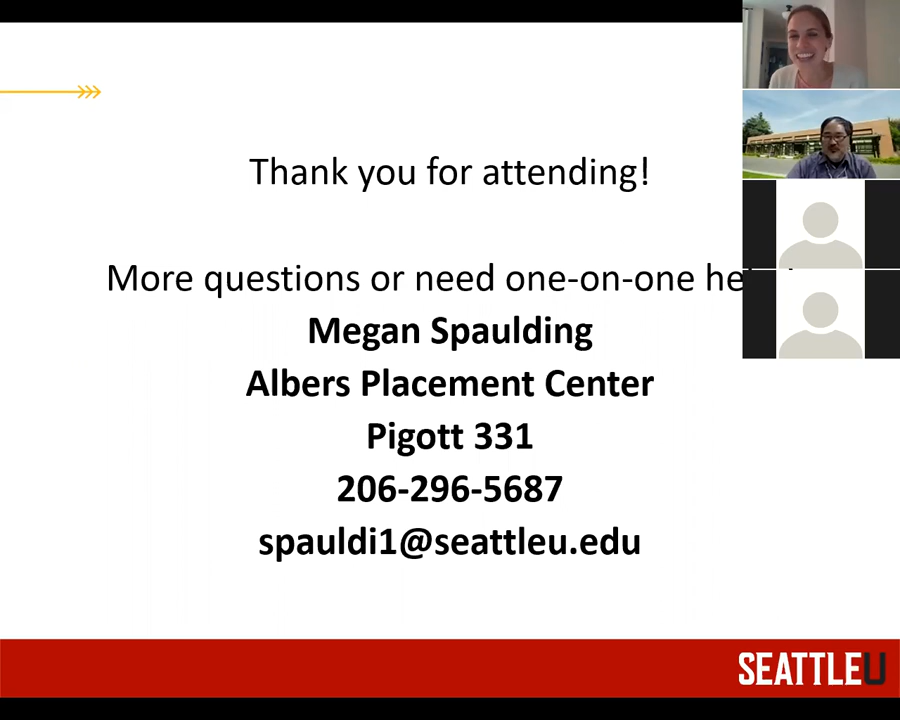 Thank you for attending!
More questions or need one-on-one
Megan Spaulding
Albers Placement Center
Pigott 331
206-296-5687
spauldi1@seattleu.edu
SEATTLEU